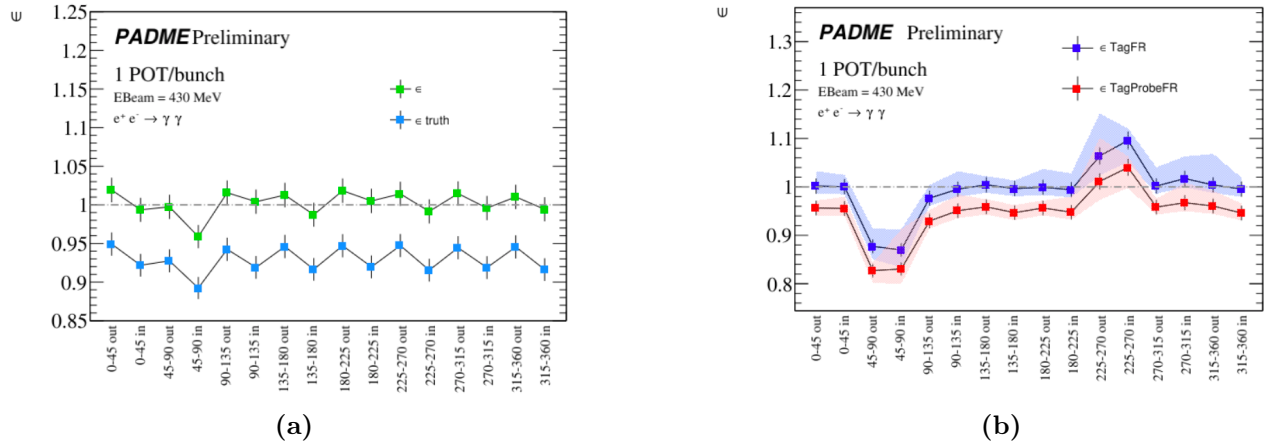 ∈
1.25
1.2
1.15
1.1
1.05
1
0.95
0.9
0.85
PADME Preliminary
1 POT/bunch
EBeam = 430 MeV
e⁺ e⁻ → γ γ
∈
∈ truth
0-45 out
0-45 in
45-90 out
45-90 in
90-135 out
90-135 in
135-180 out
135-180 in
180-225 out
180-225 in
225-270 out
225-270 in
270-315 out
270-315 in
315-360 out
315-360 in
(a)
∈
1.3
1.2
1.1
1
0.9
0.8
PADME Preliminary
1 POT/bunch
EBeam = 430 MeV
e⁺ e⁻ → γ γ
∈ TagFR
∈ TagProbeFR
0-45 out
0-45 in
45-90 out
45-90 in
90-135 out
90-135 in
135-180 out
135-180 in
180-225 out
180-225 in
225-270 out
225-270 in
270-315 out
270-315 in
315-360 out
315-360 in
(b)